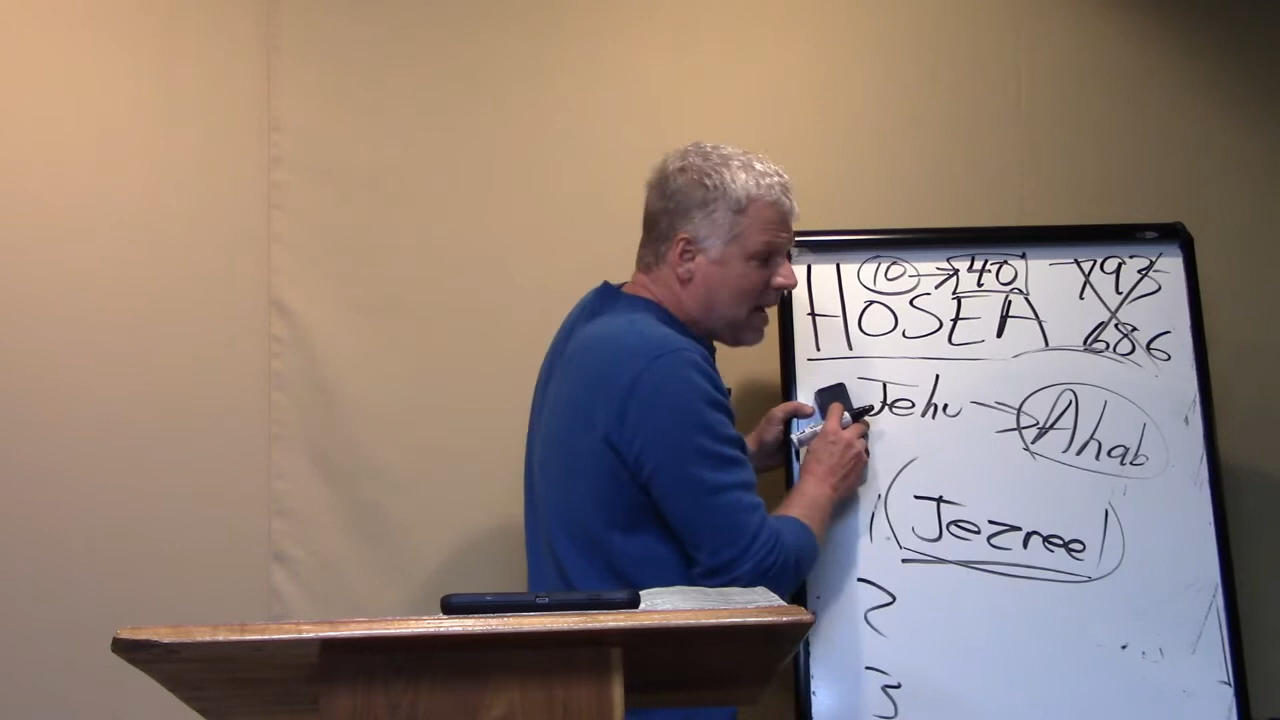 10 → 40 793
HOSEA 686
Jehu → Ahab
1. (Jezreel)
2
3